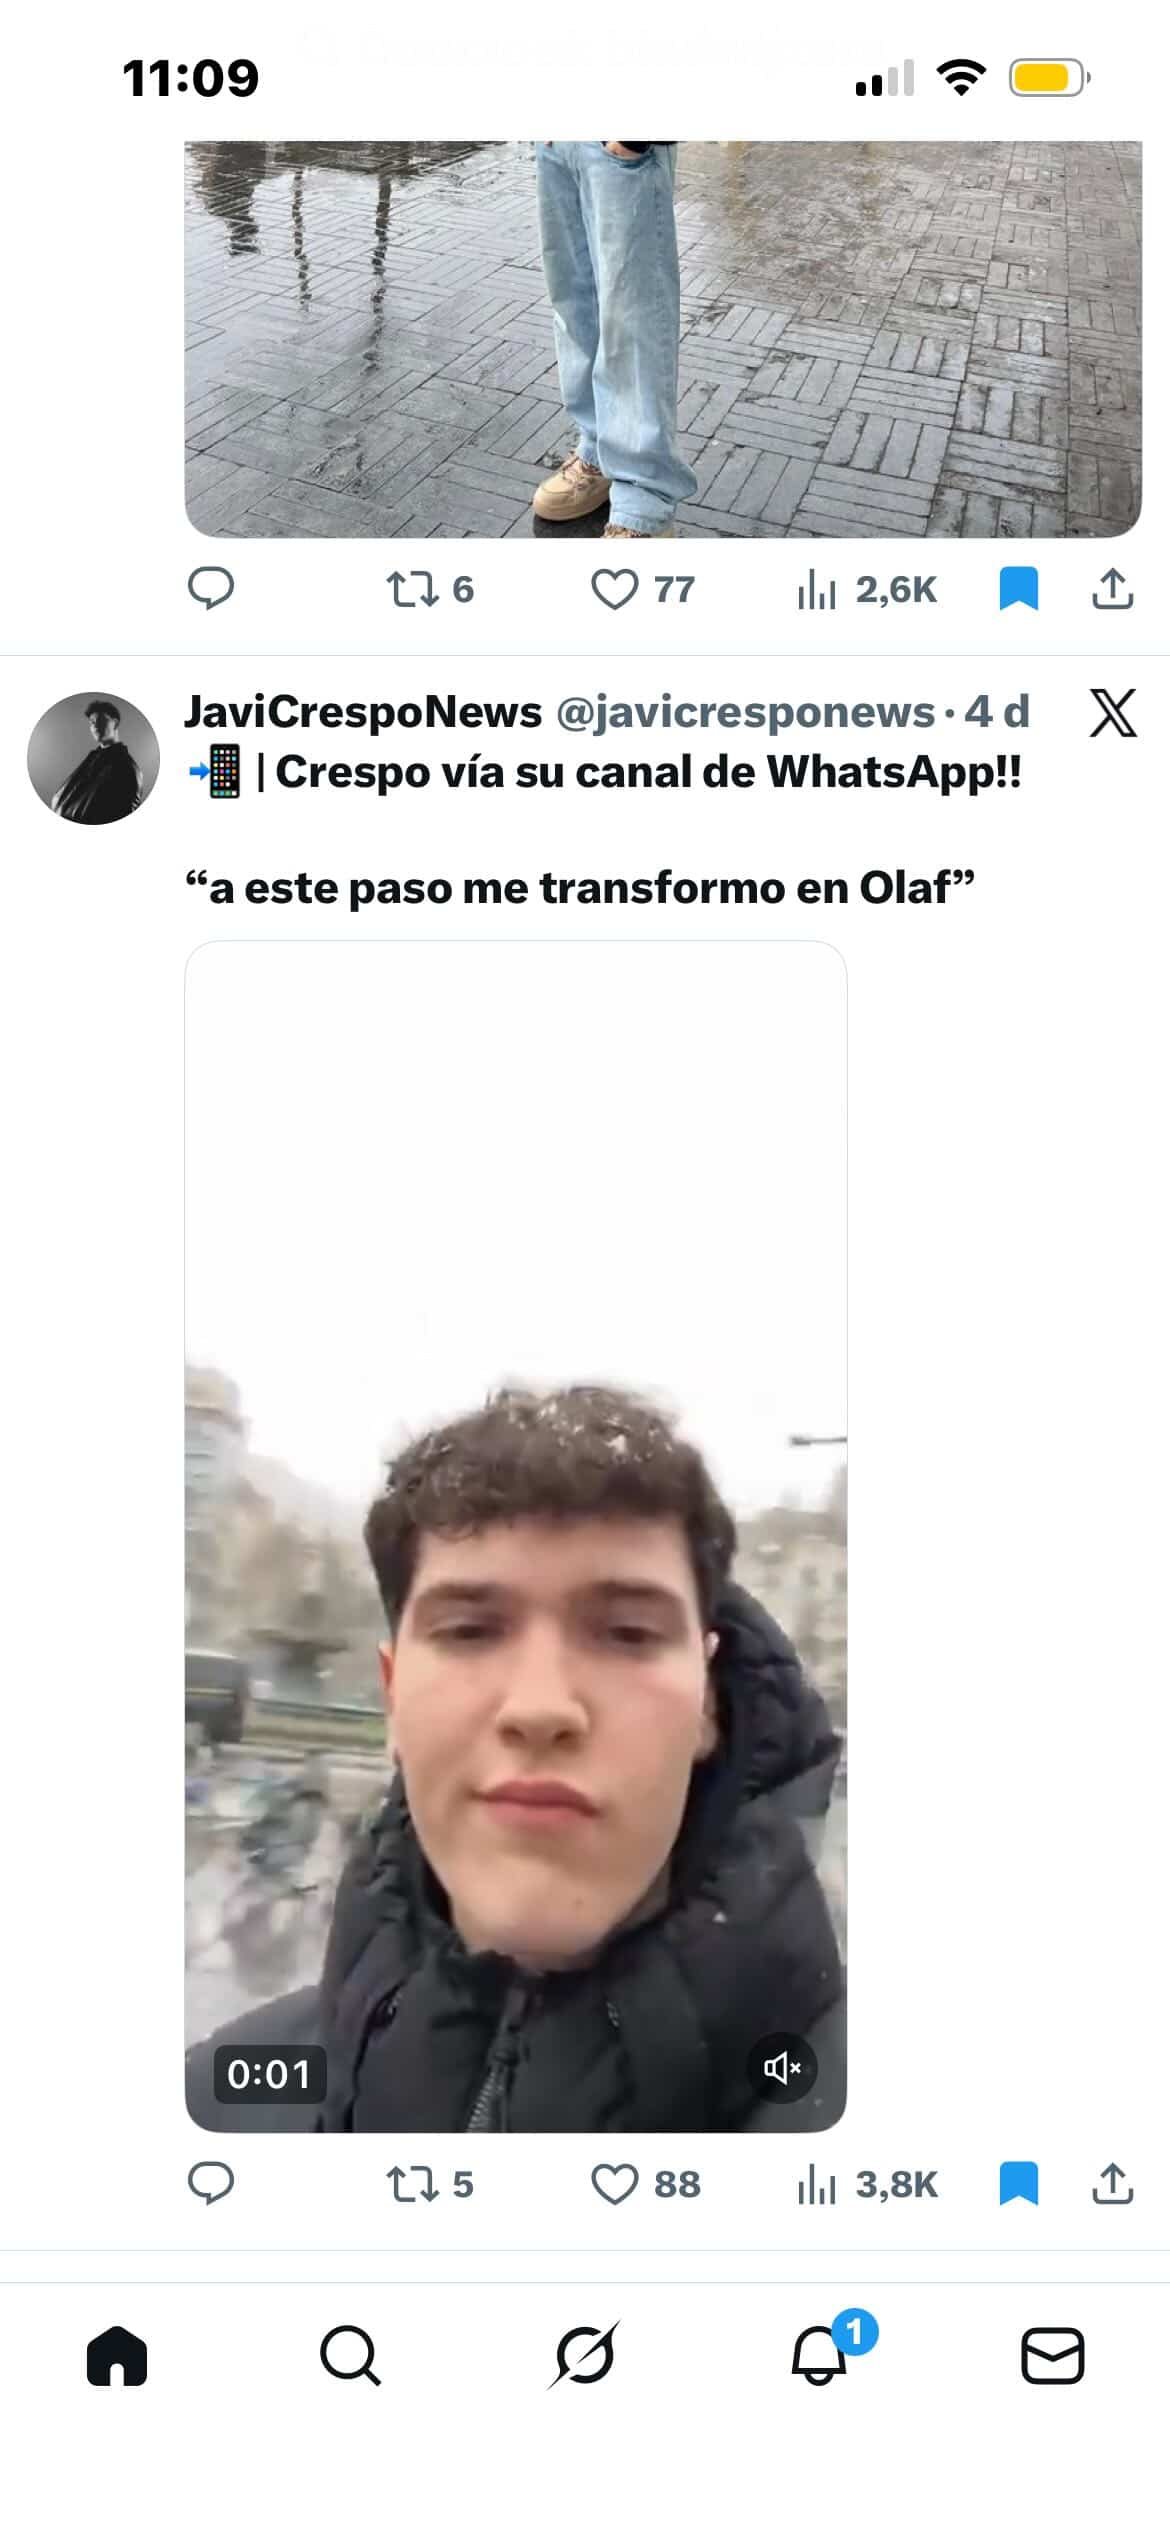 11:09
6 77 2,6K
JaviCrespoNews @javicresponews · 4 d
📲 | Crespo vía su canal de WhatsApp!!
“a este paso me transformo en Olaf”
0:01
5 88 3,8K
1